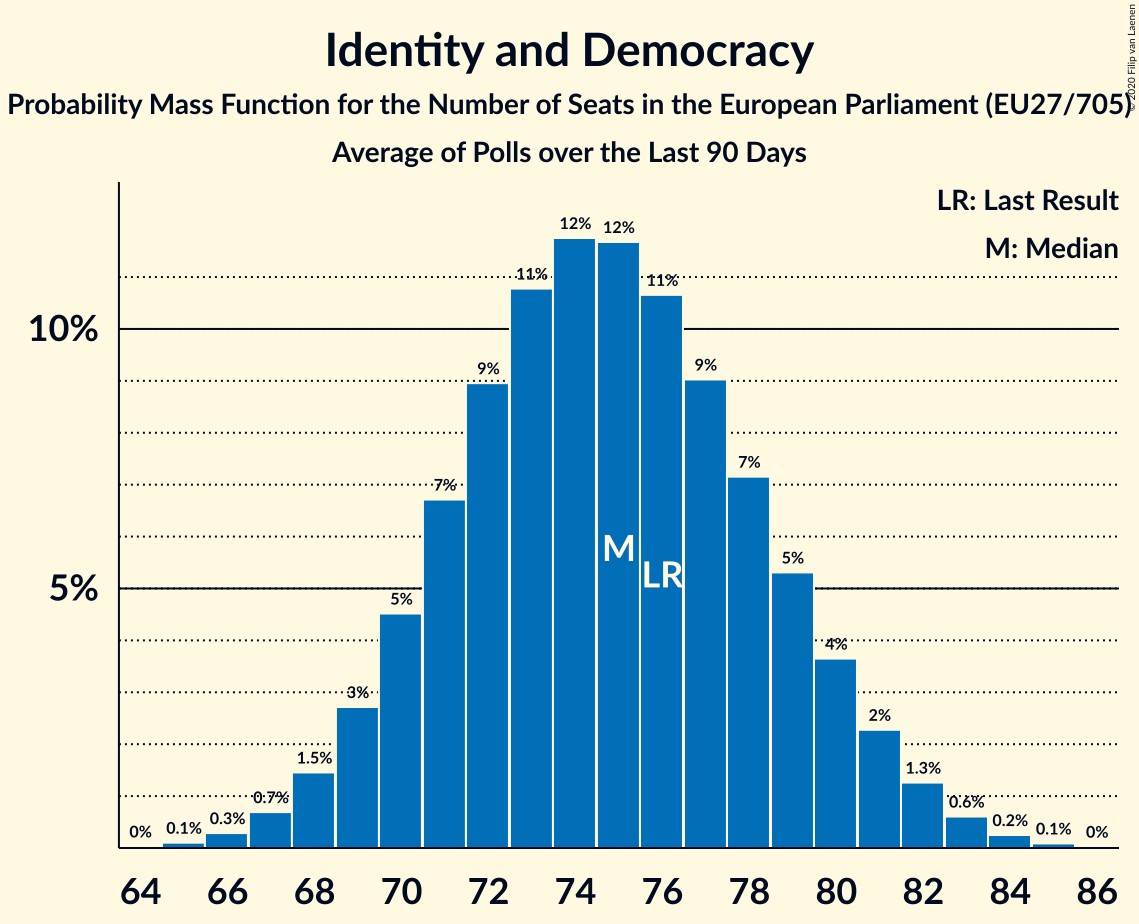 Identity and Democracy
Probability Mass Function for the Number of Seats in the European Parliament (EU27/705)
Average of Polls over the Last 90 Days
© 2020 Filip van Laenen
LR: Last Result
M: Median
10%
5%
0%
0.1%
0.3%
0.7%
1.5%
3%
5%
7%
9%
11%
12%
12%
11%
9%
7%
5%
4%
2%
1.3%
0.6%
0.2%
0.1%
0%
M
LR
64 66 68 70 72 74 76 78 80 82 84 86